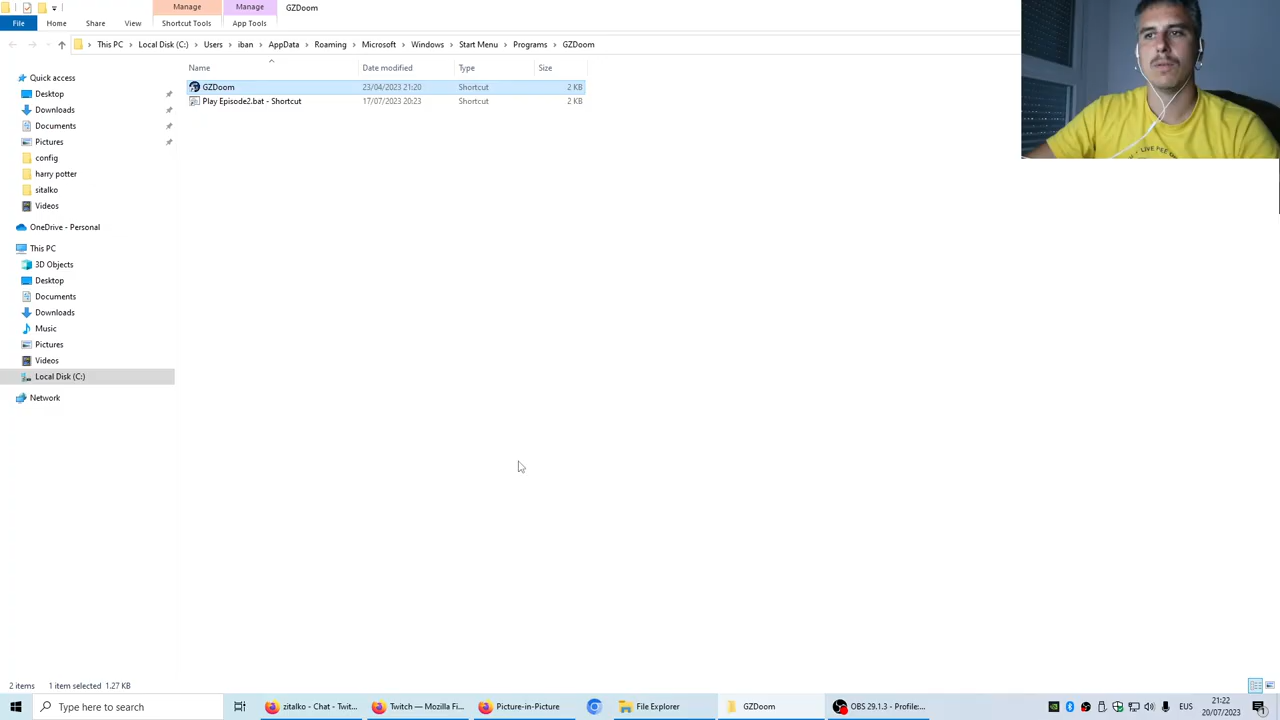 Manage
Manage
GZDoom
File
Home
Share
View
Shortcut Tools
App Tools
This PC
Local Disk (C:)
Users
iban
AppData
Roaming
Microsoft
Windows
Start Menu
Programs
GZDoom
Name
Date modified
Type
Size
GZDoom
23/04/2023 21:20
Shortcut
2 KB
Play Episode2.bat - Shortcut
17/07/2023 20:23
Shortcut
2 KB
Quick access
Desktop
Downloads
Documents
Pictures
config
harry potter
sitalko
Videos
OneDrive - Personal
This PC
3D Objects
Desktop
Documents
Downloads
Music
Pictures
Videos
Local Disk (C:)
Network
LIVE
2 items
1 item selected 1,27 KB
Type here to search
zitalko - Chat - Twit...
Twitch — Mozilla Fi...
Picture-in-Picture
File Explorer
GZDoom
OBS 29.1.3 - Profile:...
EUS
21:22
20/07/2023